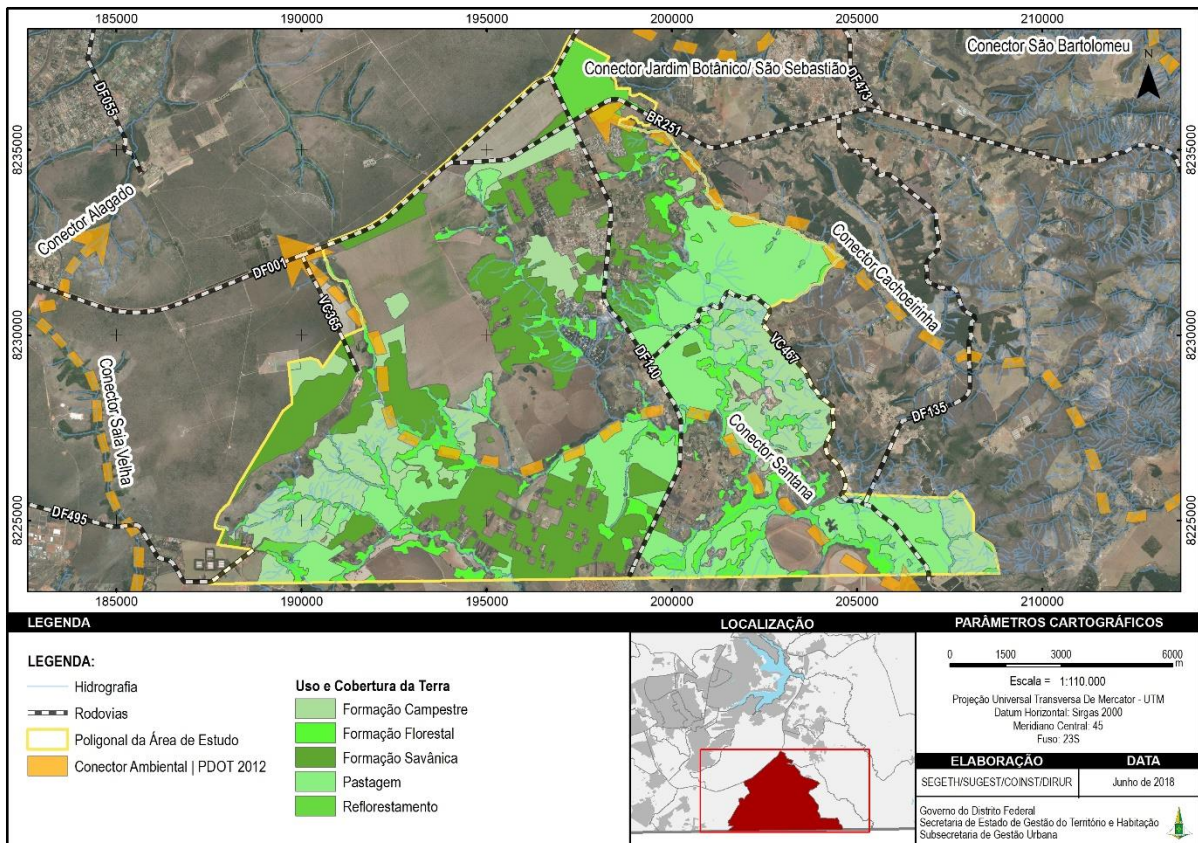 185000
190000
195000
200000
205000
210000
Conector São Bartolomeu
Conector Jardim Botânico/ São Sebastião
N
DF055
DF473
BR251
8235000
8235000
Conector Alagado
DF001
VC365
Conector Cachoeirinha
8230000
8230000
DF140
VC467
DF135
Conector Saia Velha
Conector Santana
8225000
8225000
DF495
185000
190000
195000
200000
205000
210000
LEGENDA
LEGENDA:
Hidrografia
Rodovias
Poligonal da Área de Estudo
Conector Ambiental | PDOT 2012
Uso e Cobertura da Terra
Formação Campestre
Formação Florestal
Formação Savânica
Pastagem
Reflorestamento
LOCALIZAÇÃO
PARÂMETROS CARTOGRÁFICOS
0 1500 3000 6000
m
Escala = 1:110.000
Projeção Universal Transversa De Mercator - UTM
Datum Horizontal: Sirgas 2000
Meridiano Central: 45
Fuso: 23S
ELABORAÇÃO
DATA
SEGETH/SUGEST/COINST/DIRUR
Junho de 2018
Governo do Distrito Federal
Secretaria de Estado de Gestão do Território e Habitação
Subsecretaria de Gestão Urbana